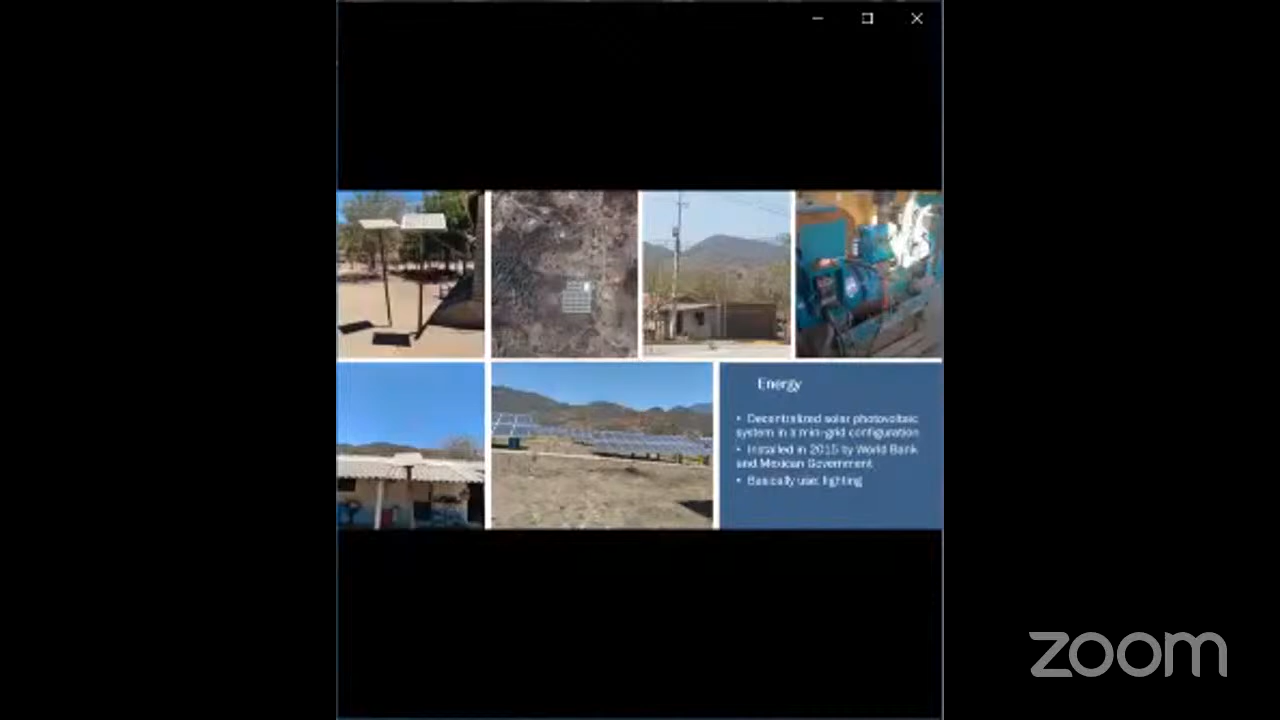 Energy
• Decentralized solar photovoltaic
system in a mini-grid configuration
• Installed in 2015 by World Bank
and Mexican Government
• Basically use: lighting
zoom